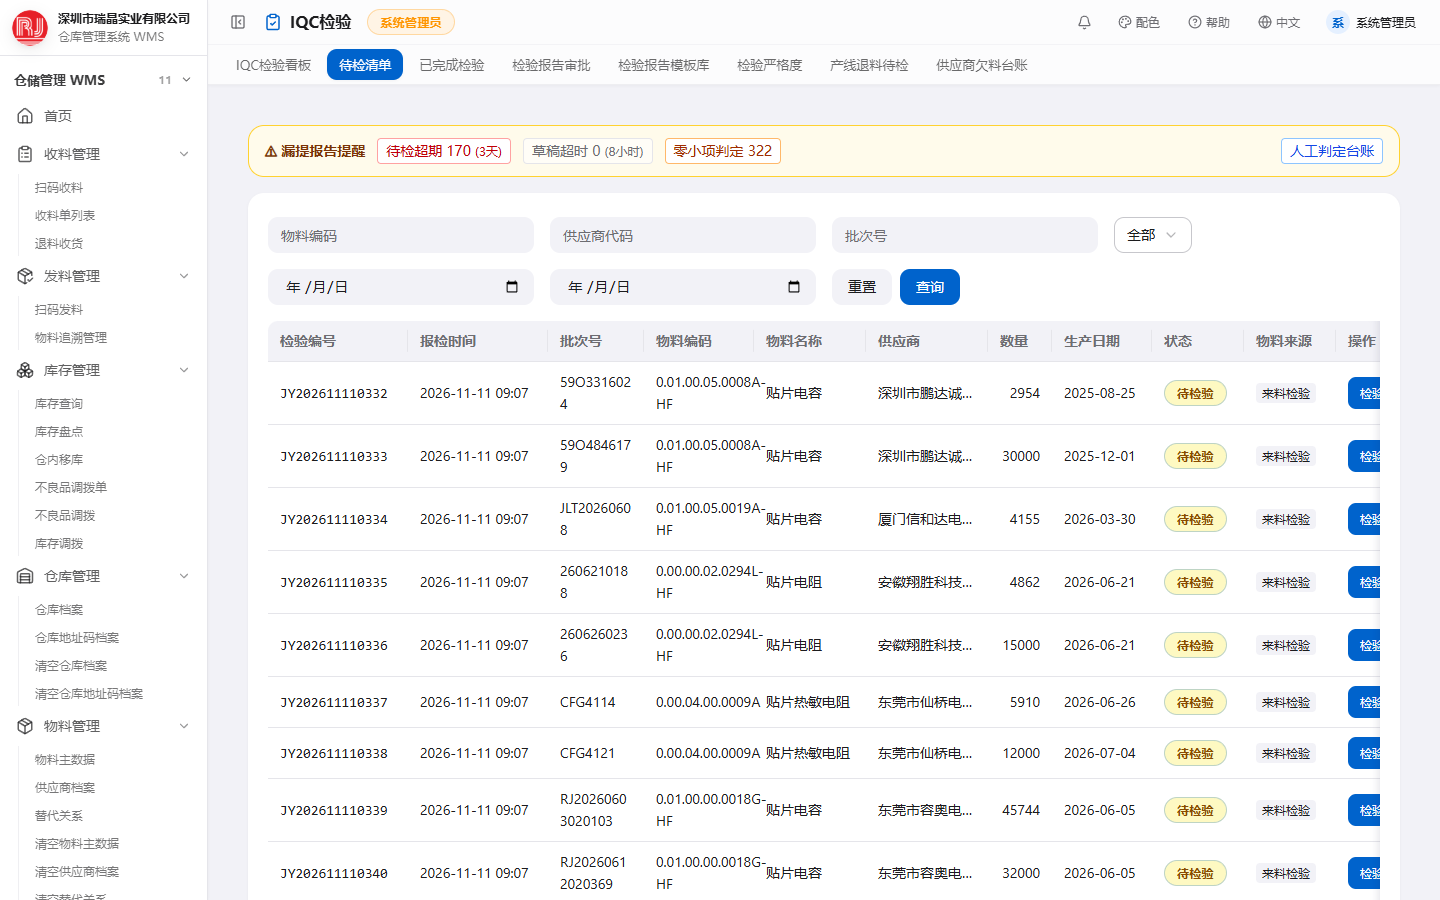 深圳市瑞晶实业有限公司
仓库管理系统 WMS
仓储管理 WMS 11
首页
收料管理
扫码收料
收料单列表
退料收货
发料管理
扫码发料
物料追溯管理
库存管理
库存查询
库存盘点
仓内移库
不良品调拨单
不良品调拨
库存调拨
仓库管理
仓库档案
仓库地址码档案
清空仓库档案
清空仓库地址码档案
物料管理
物料主数据
供应商档案
替代关系
清空物料主数据
清空供应商档案
清空替代关系
IQC检验 系统管理员
配色 帮助 中文 系 系统管理员
IQC检验看板 待检清单 已完成检验 检验报告审批 检验报告模板库 检验严格度 产线退料待检 供应商欠料台账
漏提报告提醒 待检超期 170 (3天) 草稿超时 0 (8小时) 零小项判定 322 人工判定台账
物料编码 供应商代码 批次号 全部
年 /月/日 年 /月/日 重置 查询
检验编号 报检时间 批次号 物料编码 物料名称 供应商 数量 生产日期 状态 物料来源 操作
JY202611110332 2026-11-11 09:07 59O3316024 0.01.00.05.0008A-HF 贴片电容 深圳市鹏达诚... 2954 2025-08-25 待检验 来料检验 检验
JY202611110333 2026-11-11 09:07 59O4846179 0.01.00.05.0008A-HF 贴片电容 深圳市鹏达诚... 30000 2025-12-01 待检验 来料检验 检验
JY202611110334 2026-11-11 09:07 JLT20260608 0.01.00.05.0019A-HF 贴片电容 厦门信和达电... 4155 2026-03-30 待检验 来料检验 检验
JY202611110335 2026-11-11 09:07 2606210188 0.00.00.02.0294L-HF 贴片电阻 安徽翔胜科技... 4862 2026-06-21 待检验 来料检验 检验
JY202611110336 2026-11-11 09:07 2606260236 0.00.00.02.0294L-HF 贴片电阻 安徽翔胜科技... 15000 2026-06-21 待检验 来料检验 检验
JY202611110337 2026-11-11 09:07 CFG4114 0.00.04.00.0009A 贴片热敏电阻 东莞市仙桥电... 5910 2026-06-26 待检验 来料检验 检验
JY202611110338 2026-11-11 09:07 CFG4121 0.00.04.00.0009A 贴片热敏电阻 东莞市仙桥电... 12000 2026-07-04 待检验 来料检验 检验
JY202611110339 2026-11-11 09:07 RJ20260603020103 0.01.00.00.0018G-HF 贴片电容 东莞市容奥电... 45744 2026-06-05 待检验 来料检验 检验
JY202611110340 2026-11-11 09:07 RJ20260612020369 0.01.00.00.0018G-HF 贴片电容 东莞市容奥电... 32000 2026-06-05 待检验 来料检验 检验